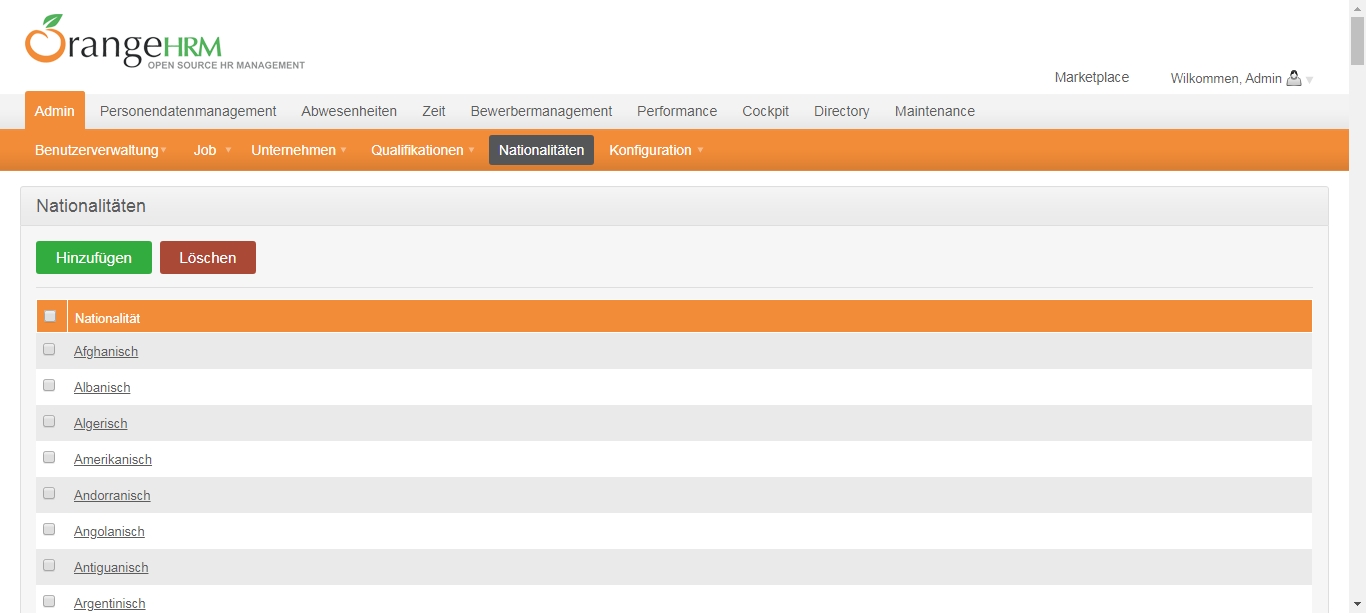 OrangeHRM
OPEN SOURCE HR MANAGEMENT
Marketplace Willkommen, Admin
Admin Personendatenmanagement Abwesenheiten Zeit Bewerbermanagement Performance Cockpit Directory Maintenance
Benutzerverwaltung Job Unternehmen Qualifikationen Nationalitäten Konfiguration
Nationalitäten
Hinzufügen Löschen
Nationalität
Afghanisch
Albanisch
Algerisch
Amerikanisch
Andorranisch
Angolanisch
Antiguanisch
Argentinisch